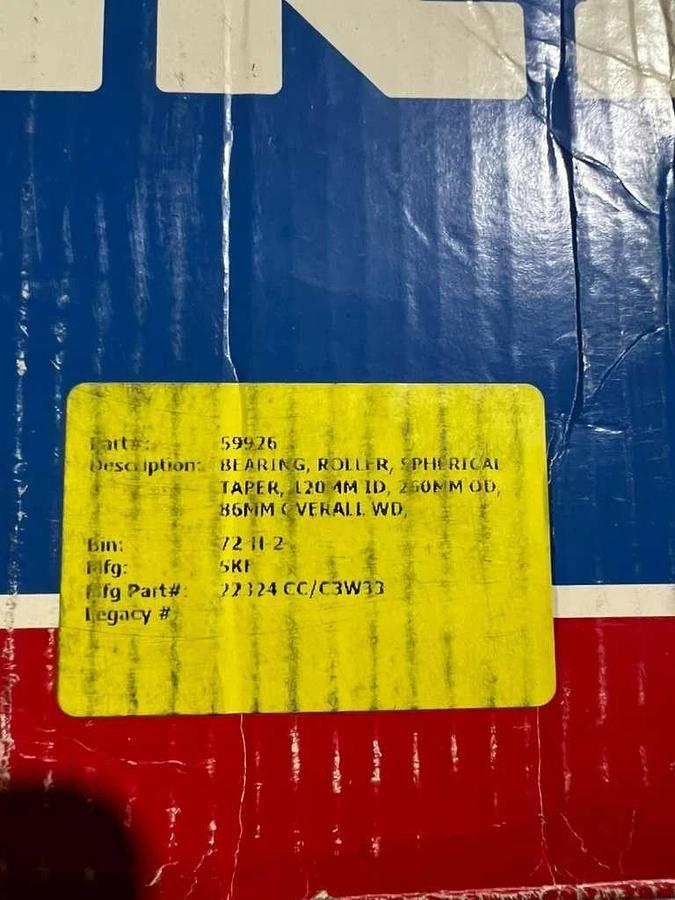 Part#: 59926
Description: BEARING, ROLLER, SPHERICAL
TAPER, 120MM ID, 260MM OD,
86MM OVERALL WD,
Bin: 72-H-2
Mfg: SKF
Mfg Part#: 22324 CC/C3W33
Legacy #